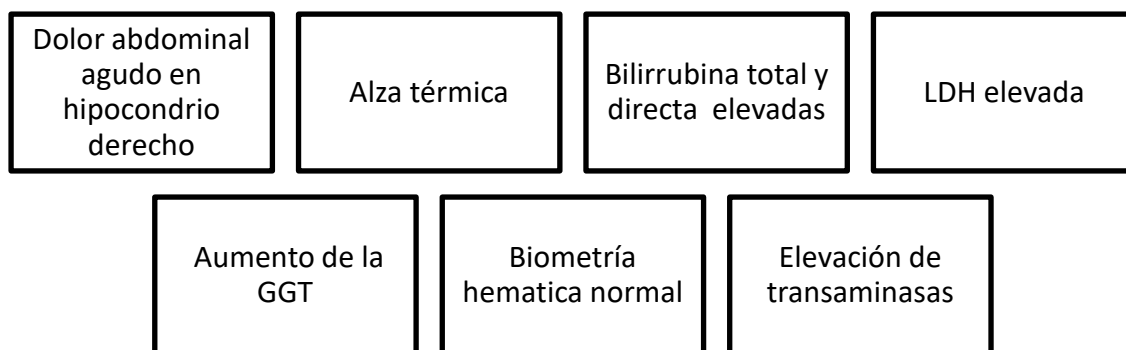 Dolor abdominal
agudo en
hipocondrio
derecho
Alza térmica
Bilirrubina total y
directa elevadas
LDH elevada
Aumento de la
GGT
Biometría
hematica normal
Elevación de
transaminasas